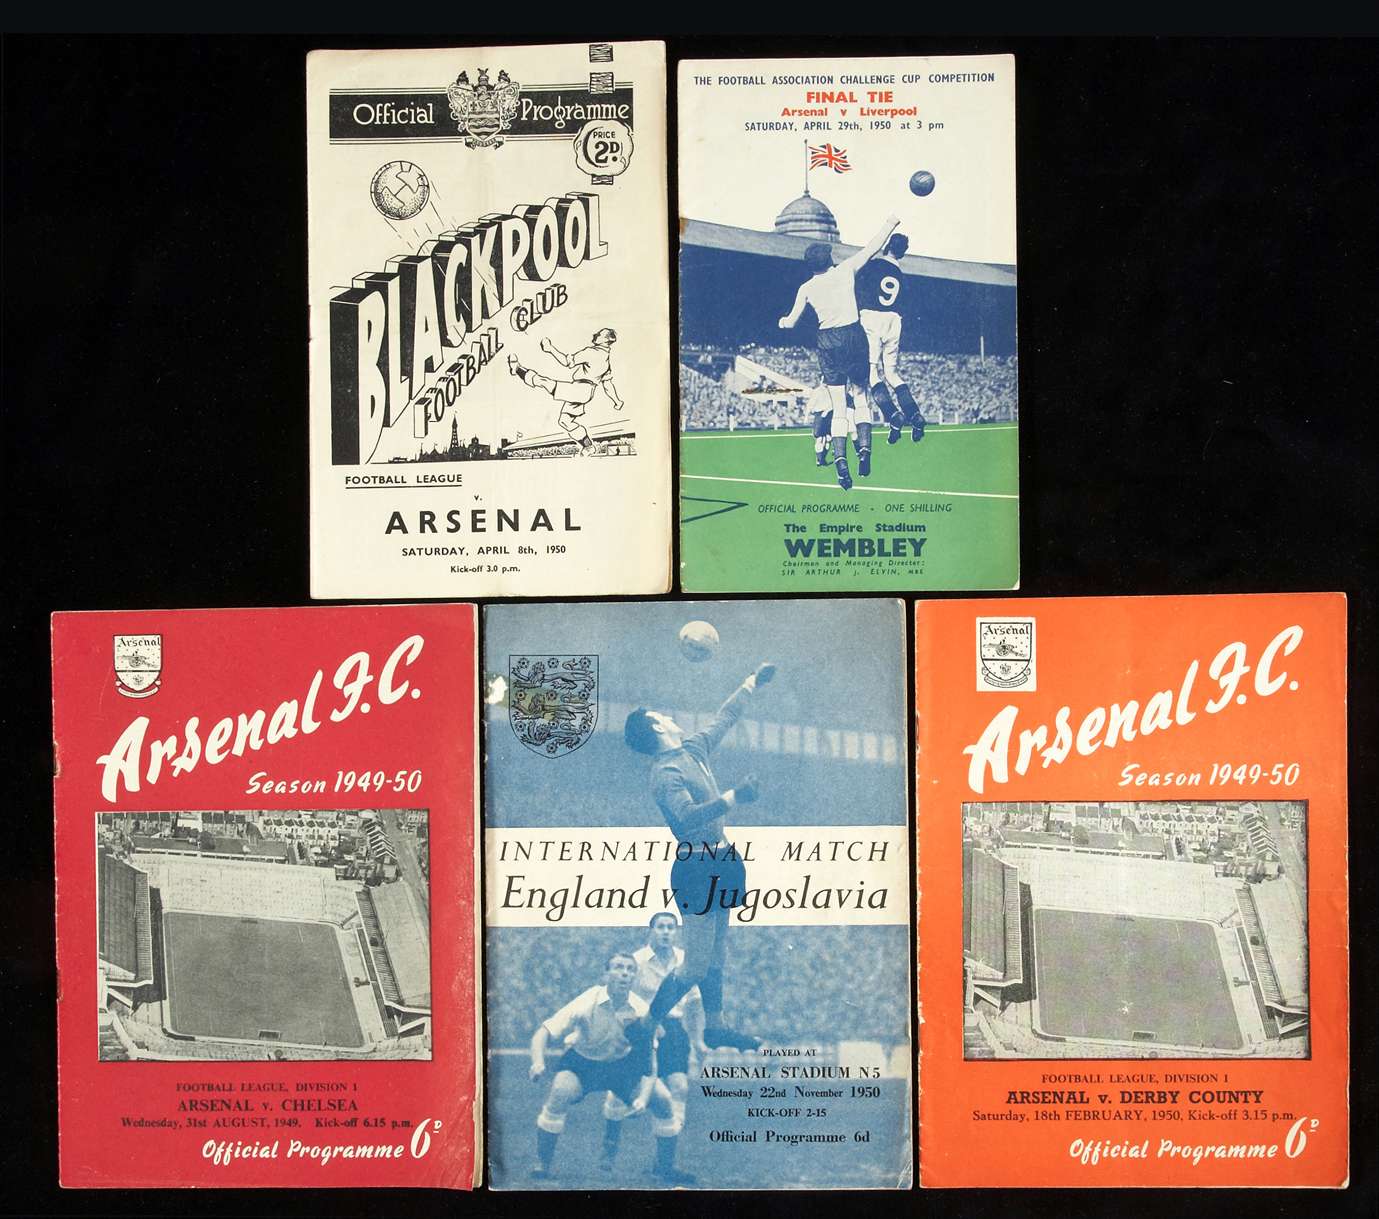 Official Programme
PRICE
2D.
BLACKPOOL
FOOTBALL CLUB
FOOTBALL LEAGUE
v.
ARSENAL
SATURDAY, APRIL 8th, 1950
Kick-off 3.0 p.m.
THE FOOTBALL ASSOCIATION CHALLENGE CUP COMPETITION
FINAL TIE
Arsenal v Liverpool
SATURDAY, APRIL 29th, 1950 at 3 pm
9
OFFICIAL PROGRAMME - ONE SHILLING
The Empire Stadium
WEMBLEY
Chairman and Managing Director:
SIR ARTHUR J. ELVIN, MBE
Arsenal
Arsenal F.C.
Season 1949-50
FOOTBALL LEAGUE, DIVISION 1
ARSENAL v. CHELSEA
Wednesday, 31st AUGUST, 1949. Kick-off 6.15 p.m.
Official Programme 6D
INTERNATIONAL MATCH
England v. Jugoslavia
PLAYED AT
ARSENAL STADIUM N5
Wednesday 22nd November 1950
KICK-OFF 2-15
Official Programme 6d
Arsenal
Arsenal F.C.
Season 1949-50
FOOTBALL LEAGUE, DIVISION 1
ARSENAL v. DERBY COUNTY
Saturday, 18th FEBRUARY, 1950, Kick-off 3.15 p.m.
Official Programme 6D